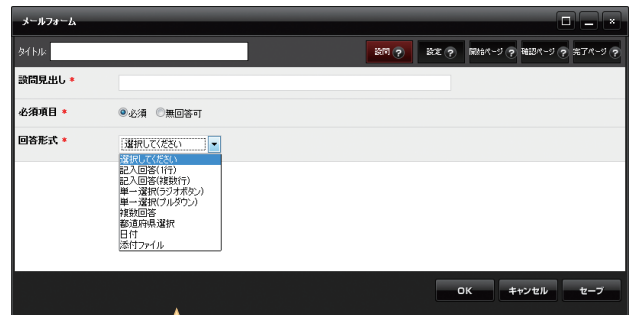 メールフォーム
タイトル:
設問 ?
設定 ?
開始ページ ?
確認ページ ?
完了ページ ?
設問見出し *
必須項目 *
必須 無回答可
回答形式 *
選択してください
選択してください
記入回答(1行)
記入回答(複数行)
単一選択(ラジオボタン)
単一選択(プルダウン)
複数回答
都道府県選択
日付
添付ファイル
OK キャンセル セーブ